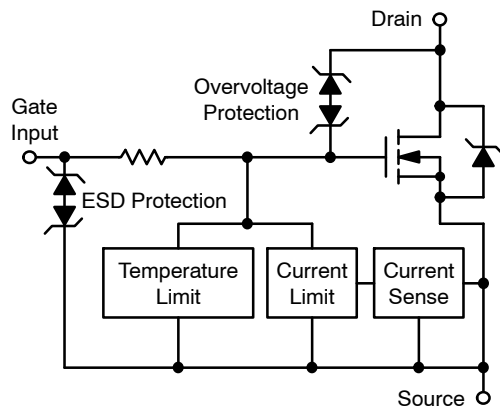 Drain
Overvoltage
Protection
Gate
Input
ESD Protection
Temperature
Limit
Current
Limit
Current
Sense
Source